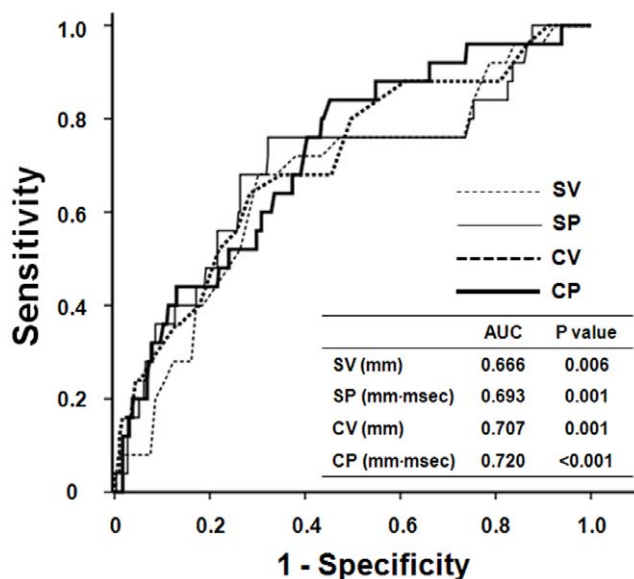 Sensitivity
1.0
0.8
0.6
0.4
0.2
0
0 0.2 0.4 0.6 0.8 1.0
1 - Specificity
SV
SP
CV
CP
AUC P value
SV (mm) 0.666 0.006
SP (mm·msec) 0.693 0.001
CV (mm) 0.707 0.001
CP (mm·msec) 0.720 <0.001